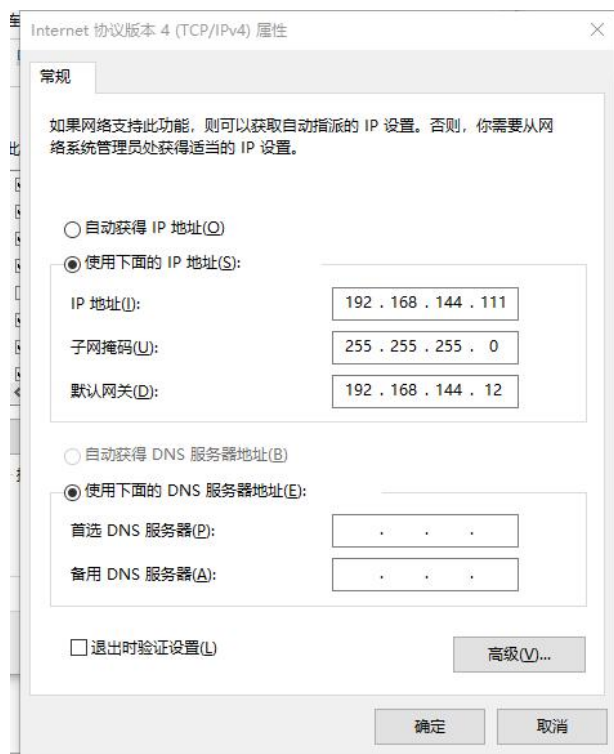 Internet 协议版本 4 (TCP/IPv4) 属性
常规
如果网络支持此功能，则可以获取自动指派的 IP 设置。否则，你需要从网
络系统管理员处获得适当的 IP 设置。
自动获得 IP 地址(O)
使用下面的 IP 地址(S):
IP 地址(I):
192 . 168 . 144 . 111
子网掩码(U):
255 . 255 . 255 . 0
默认网关(D):
192 . 168 . 144 . 12
自动获得 DNS 服务器地址(B)
使用下面的 DNS 服务器地址(E):
首选 DNS 服务器(P):
. . .
备用 DNS 服务器(A):
. . .
退出时验证设置(L)
高级(V)...
确定
取消